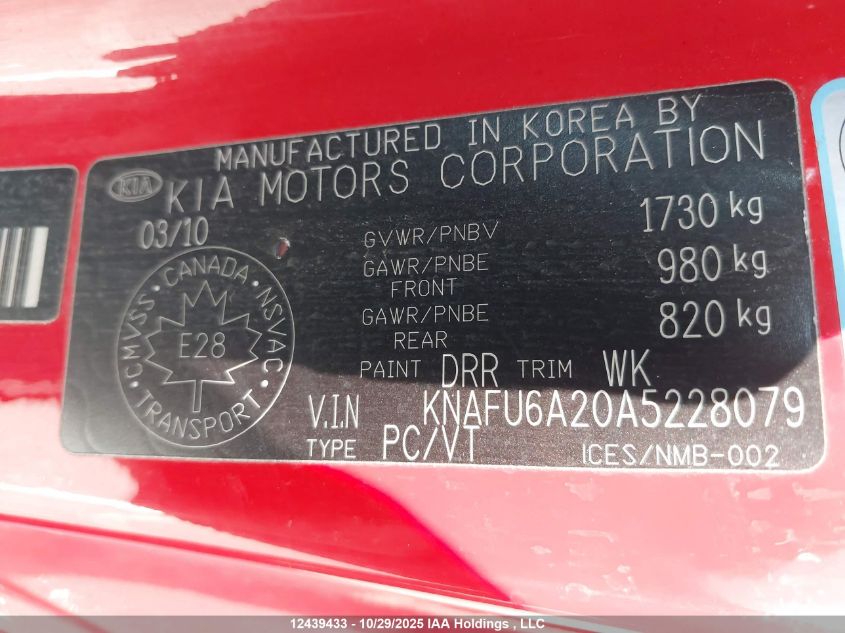 MANUFACTURED IN KOREA BY
KIA KIA MOTORS CORPORATION
03/10
GVWR/PNBV 1730 kg
GAWR/PNBE FRONT 980 kg
GAWR/PNBE REAR 820 kg
CMVSS · CANADA · NSVAC
E28
TRANSPORT
PAINT DRR TRIM WK
V.I.N KNAFU6A20A5228079
TYPE PC/VT ICES/NMB-002
12439433 - 10/29/2025 IAA Holdings , LLC